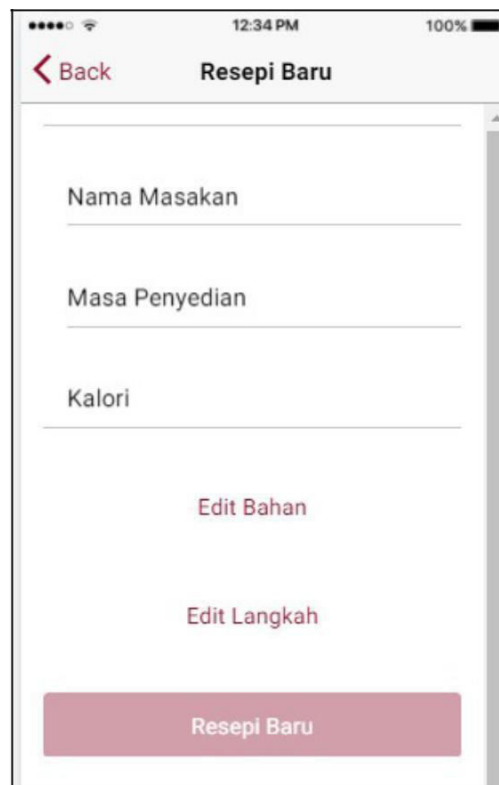 12:34 PM 100%
Back Resepi Baru
Nama Masakan
Masa Penyedian
Kalori
Edit Bahan
Edit Langkah
Resepi Baru